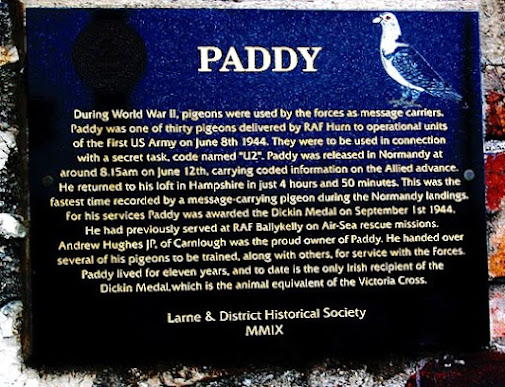 PADDY
During World War II, pigeons were used by the forces as message carriers.
Paddy was one of thirty pigeons delivered by RAF Hurn to operational units
of the First US Army on June 8th 1944. They were to be used in connection
with a secret task, code named "U2". Paddy was released in Normandy at
around 8.15am on June 12th, carrying coded information on the Allied advance.
He returned to his loft in Hampshire in just 4 hours and 50 minutes. This was the
fastest time recorded by a message-carrying pigeon during the Normandy landings.
For his services Paddy was awarded the Dickin Medal on September 1st 1944.
He had previously served at RAF Ballykelly on Air-Sea rescue missions.
Andrew Hughes JP, of Carnlough was the proud owner of Paddy. He handed over
several of his pigeons to be trained, along with others, for service with the Forces.
Paddy lived for eleven years, and to date is the only Irish recipient of the
Dickin Medal,which is the animal equivalent of the Victoria Cross.
Larne & District Historical Society
MMIX